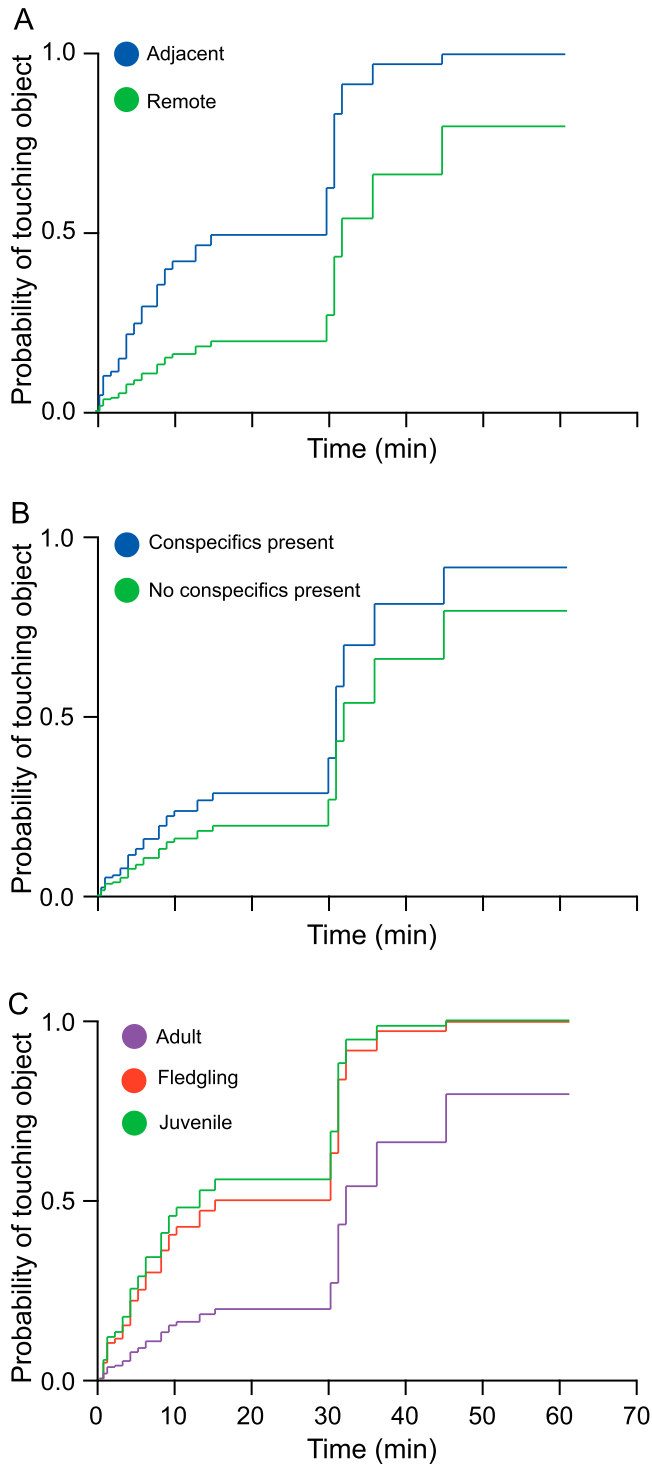 A
Probability of touching object
1.0
0.5
0.0
Adjacent
Remote
Time (min)
B
Probability of touching object
1.0
0.5
0.0
Conspecifics present
No conspecifics present
Time (min)
C
Probability of touching object
1.0
0.5
0.0
Adult
Fledgling
Juvenile
0 10 20 30 40 50 60 70
Time (min)